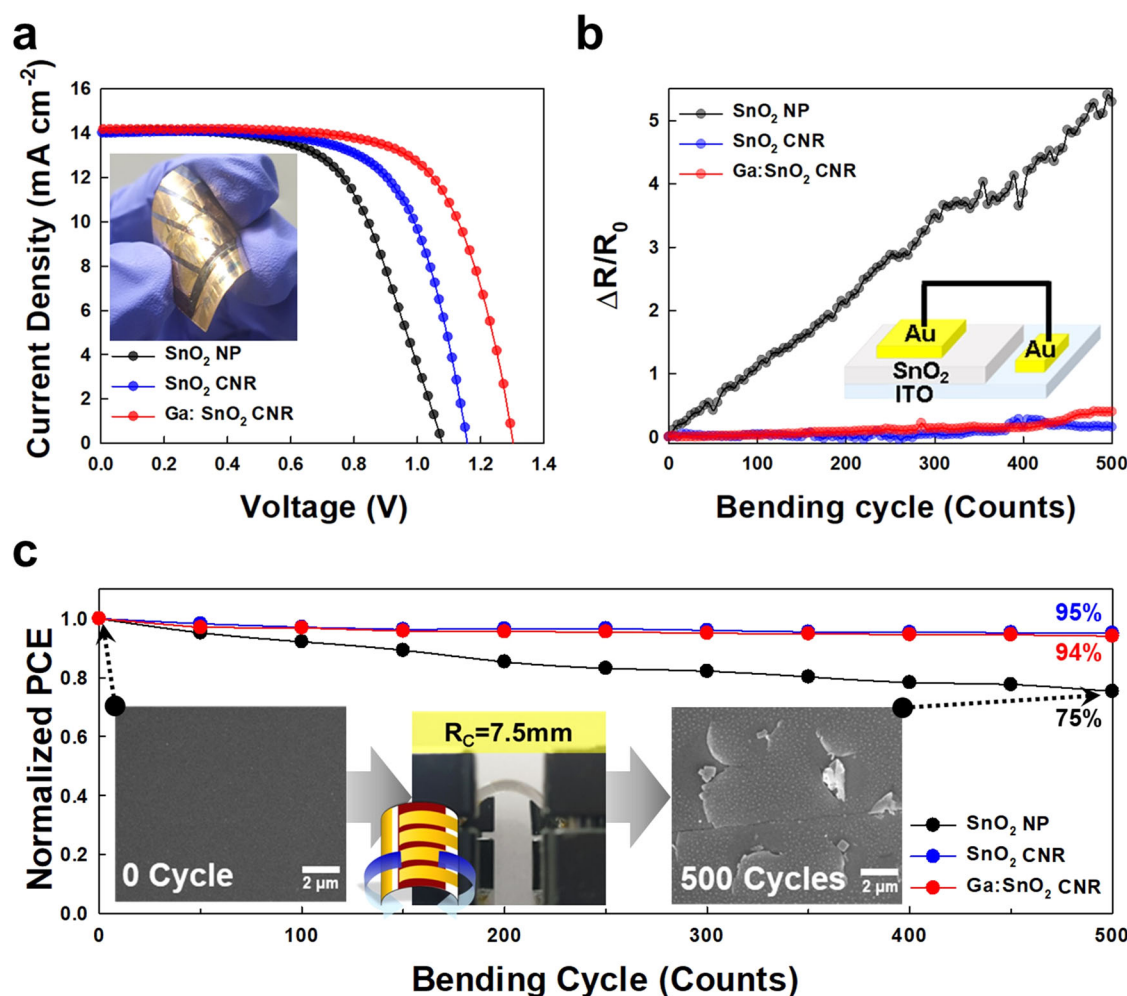 a
Current Density (mA cm⁻²)
16
14
12
10
8
6
4
2
0
0.0 0.2 0.4 0.6 0.8 1.0 1.2 1.4
Voltage (V)
SnO₂ NP
SnO₂ CNR
Ga: SnO₂ CNR
b
ΔR/R₀
5
4
3
2
1
0
0 100 200 300 400 500
Bending cycle (Counts)
SnO₂ NP
SnO₂ CNR
Ga:SnO₂ CNR
Au
Au
SnO₂
ITO
c
Normalized PCE
1.0
0.8
0.6
0.4
0.2
0.0
95%
94%
75%
R_C=7.5mm
0 Cycle
2 μm
500 Cycles
2 μm
SnO₂ NP
SnO₂ CNR
Ga:SnO₂ CNR
0 100 200 300 400 500
Bending Cycle (Counts)